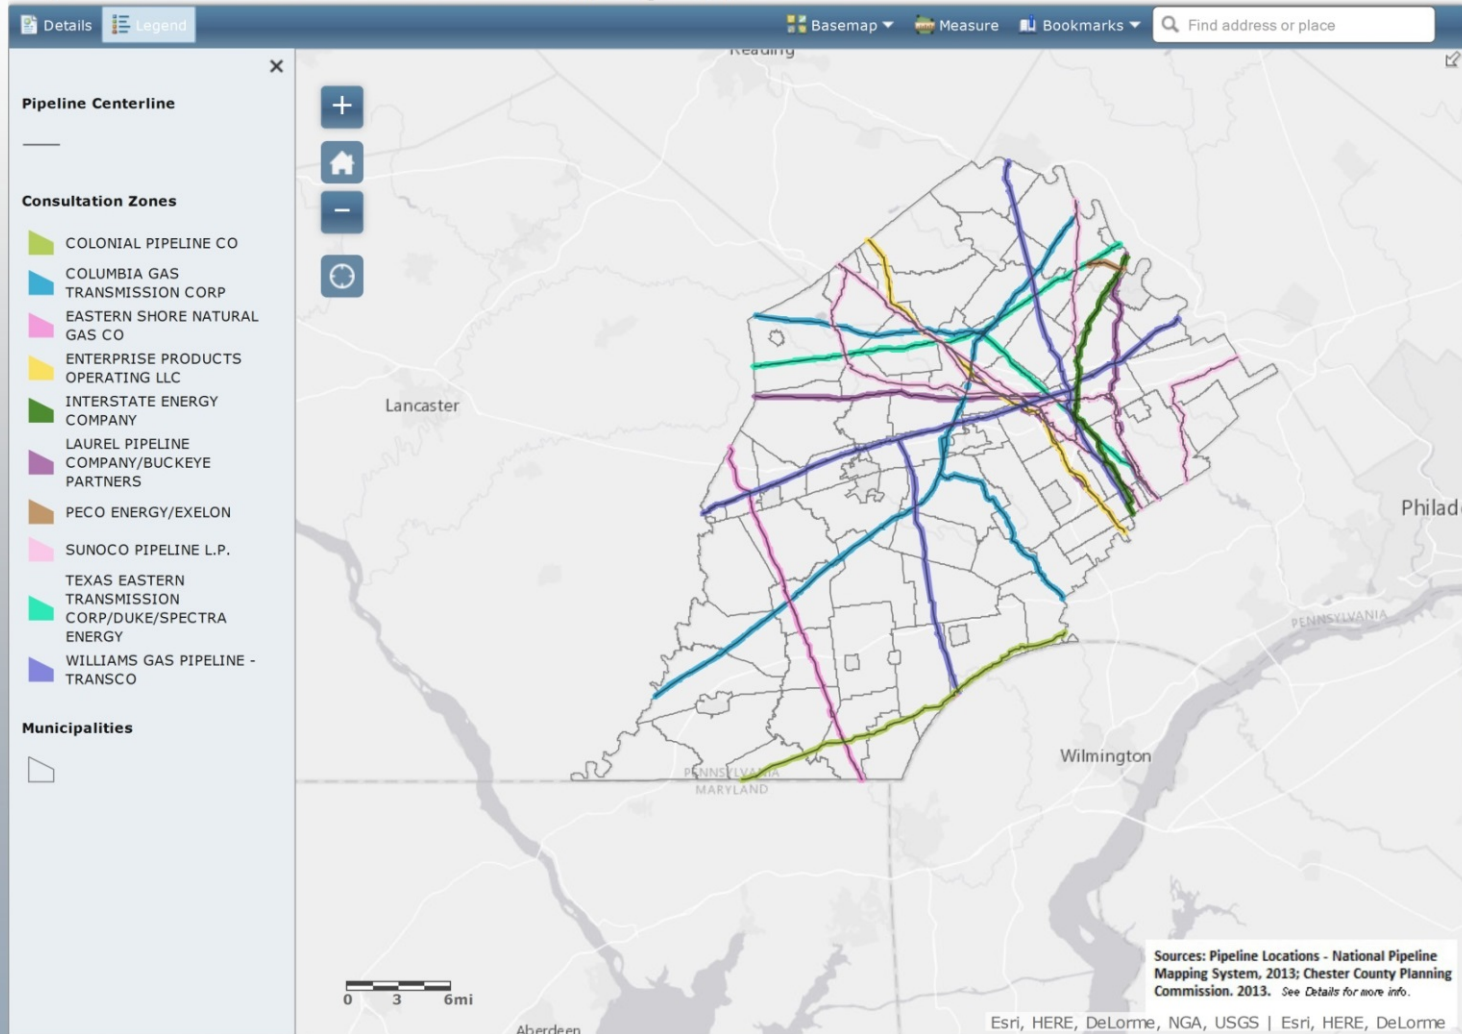 Details
Legend
Basemap
Measure
Bookmarks
Find address or place
Pipeline Centerline
Consultation Zones
COLONIAL PIPELINE CO
COLUMBIA GAS
TRANSMISSION CORP
EASTERN SHORE NATURAL
GAS CO
ENTERPRISE PRODUCTS
OPERATING LLC
INTERSTATE ENERGY
COMPANY
LAUREL PIPELINE
COMPANY/BUCKEYE
PARTNERS
PECO ENERGY/EXELON
SUNOCO PIPELINE L.P.
TEXAS EASTERN
TRANSMISSION
CORP/DUKE/SPECTRA
ENERGY
WILLIAMS GAS PIPELINE -
TRANSCO
Municipalities
Reading
Lancaster
Philad
PENNSYLVANIA
Wilmington
PENNSYLVANIA
MARYLAND
0 3 6mi
Aberdeen
Sources: Pipeline Locations - National Pipeline
Mapping System, 2013; Chester County Planning
Commission. 2013. See Details for more info.
Esri, HERE, DeLorme, NGA, USGS | Esri, HERE, DeLorme